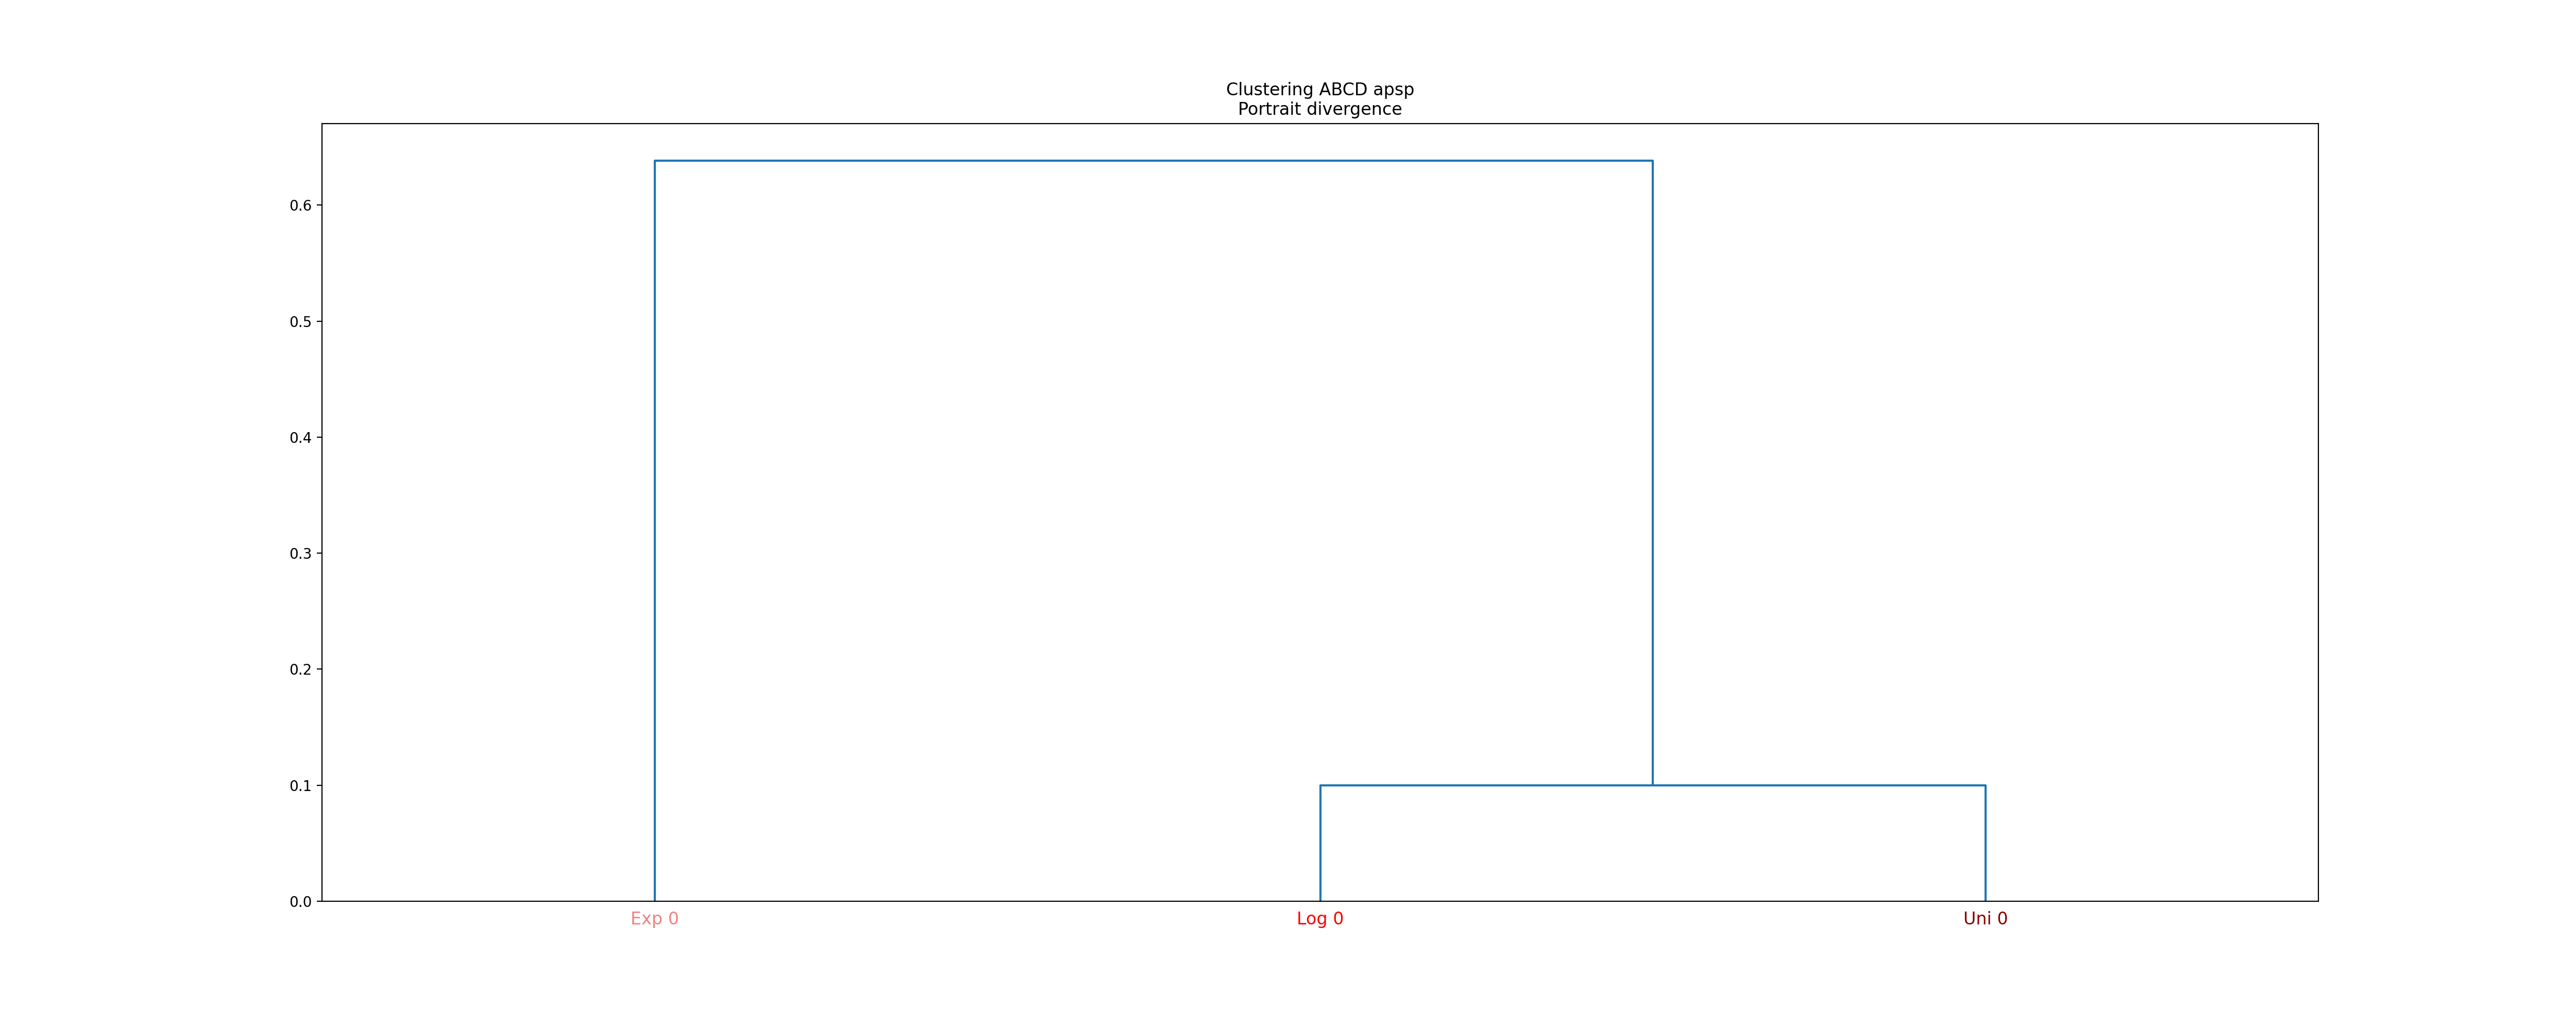 Clustering ABCD apsp
Portrait divergence
0.6
0.5
0.4
0.3
0.2
0.1
0.0
Exp 0
Log 0
Uni 0